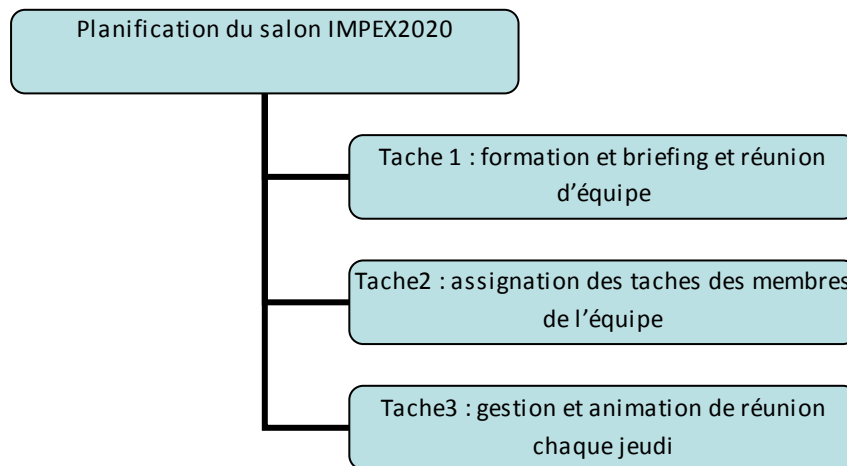 Planification du salon IMPEX2020
Tache 1 : formation et briefing et réunion
d’équipe
Tache2 : assignation des taches des membres
de l’équipe
Tache3 : gestion et animation de réunion
chaque jeudi